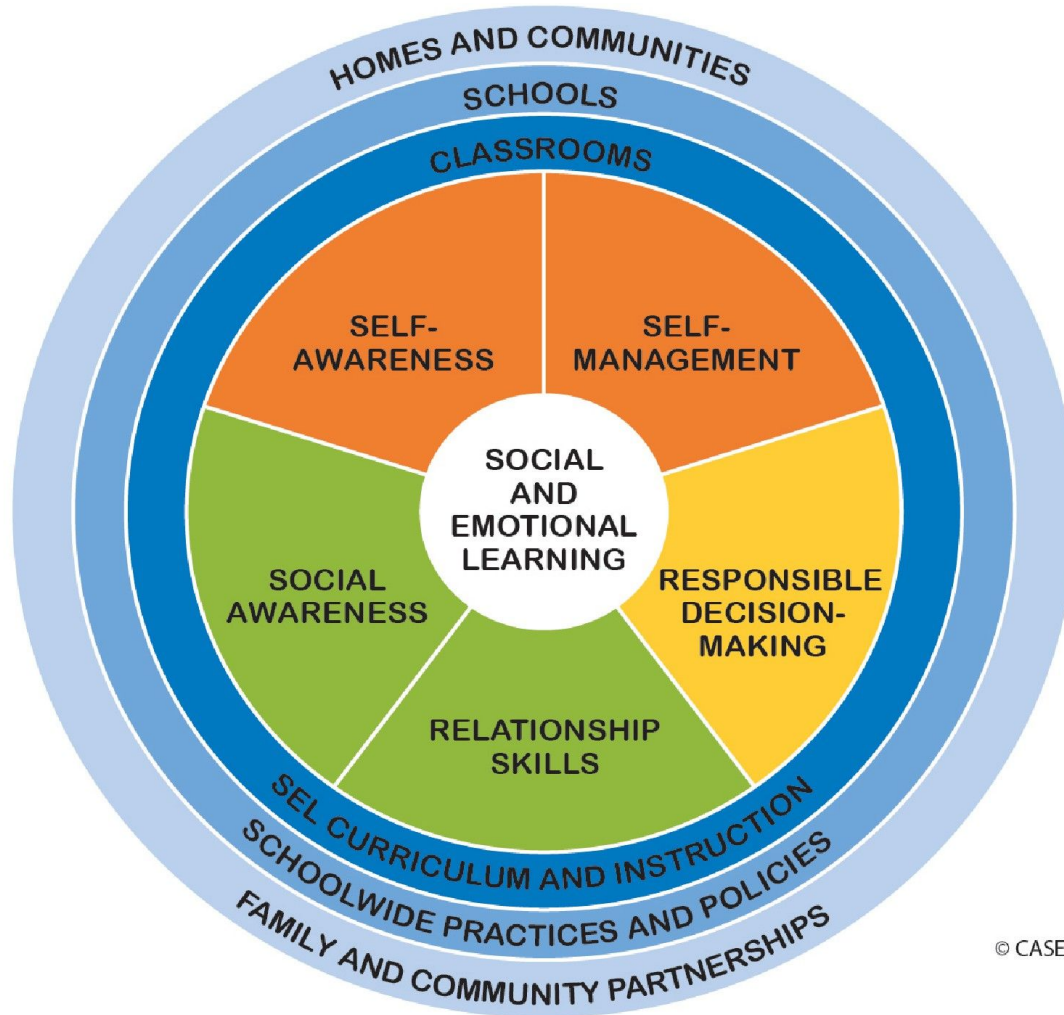 HOMES AND COMMUNITIES
SCHOOLS
CLASSROOMS
SELF-
AWARENESS
SELF-
MANAGEMENT
SOCIAL
AND
EMOTIONAL
LEARNING
SOCIAL
AWARENESS
RESPONSIBLE
DECISION-
MAKING
RELATIONSHIP
SKILLS
SEL CURRICULUM AND INSTRUCTION
SCHOOLWIDE PRACTICES AND POLICIES
FAMILY AND COMMUNITY PARTNERSHIPS
© CASE